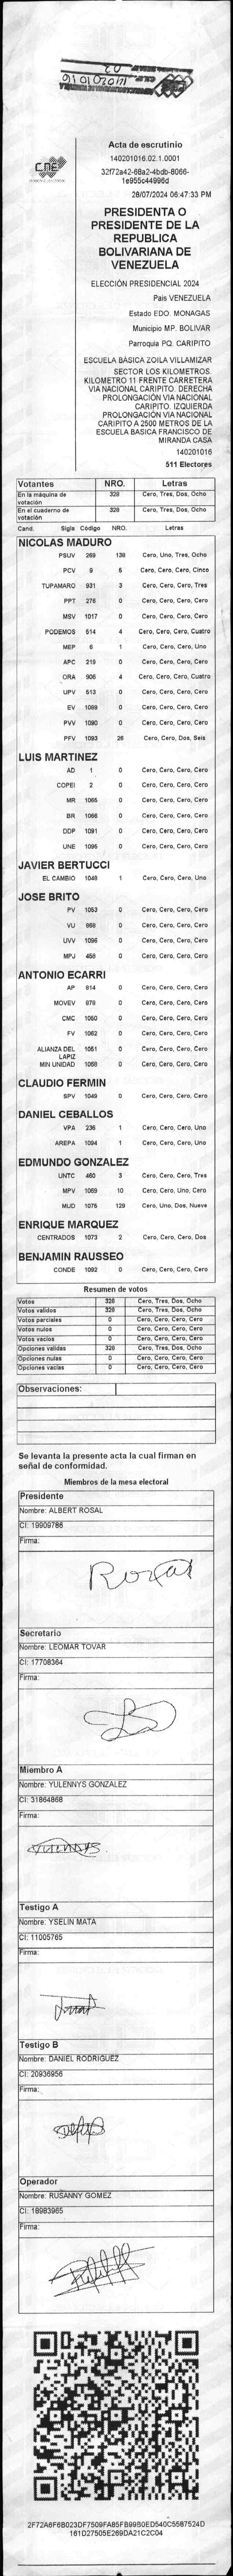 CNE
Acta de escrutinio
140201016.02.1.0001
32f72a42-68a2-4bdb-8066-
1e955c44996d
28/07/2024 06:47:33 PM
PRESIDENTA O
PRESIDENTE DE LA
REPUBLICA
BOLIVARIANA DE
VENEZUELA
ELECCIÓN PRESIDENCIAL 2024
País VENEZUELA
Estado EDO. MONAGAS
Municipio MP. BOLIVAR
Parroquia PQ. CARIPITO
ESCUELA BÁSICA ZOILA VILLAMIZAR
SECTOR LOS KILOMETROS.
KILOMETRO 11 FRENTE CARRETERA
VIA NACIONAL CARIPITO. DERECHA
PROLONGACIÓN VIA NACIONAL
CARIPITO. IZQUIERDA
PROLONGACIÓN VIA NACIONAL
CARIPITO A 2500 METROS DE LA
ESCUELA BASICA FRANCISCO DE
MIRANDA CASA
140201016
511 Electores
Votantes NRO. Letras
En la máquina de votación 328 Cero, Tres, Dos, Ocho
En el cuaderno de votación 328 Cero, Tres, Dos, Ocho
Cand. Sigla Código NRO. Letras
NICOLAS MADURO
PSUV 269 138 Cero, Uno, Tres, Ocho
PCV 9 5 Cero, Cero, Cero, Cinco
TUPAMARO 931 3 Cero, Cero, Cero, Tres
PPT 276 0 Cero, Cero, Cero, Cero
MSV 1017 0 Cero, Cero, Cero, Cero
PODEMOS 514 4 Cero, Cero, Cero, Cuatro
MEP 6 1 Cero, Cero, Cero, Uno
APC 219 0 Cero, Cero, Cero, Cero
ORA 906 4 Cero, Cero, Cero, Cuatro
UPV 513 0 Cero, Cero, Cero, Cero
EV 1089 0 Cero, Cero, Cero, Cero
PVV 1090 0 Cero, Cero, Cero, Cero
PFV 1093 26 Cero, Cero, Dos, Seis
LUIS MARTINEZ
AD 1 0 Cero, Cero, Cero, Cero
COPEI 2 0 Cero, Cero, Cero, Cero
MR 1065 0 Cero, Cero, Cero, Cero
BR 1066 0 Cero, Cero, Cero, Cero
DDP 1091 0 Cero, Cero, Cero, Cero
UNE 1095 0 Cero, Cero, Cero, Cero
JAVIER BERTUCCI
EL CAMBIO 1048 1 Cero, Cero, Cero, Uno
JOSE BRITO
PV 1053 0 Cero, Cero, Cero, Cero
VU 868 0 Cero, Cero, Cero, Cero
UVV 1096 0 Cero, Cero, Cero, Cero
MPJ 458 0 Cero, Cero, Cero, Cero
ANTONIO ECARRI
AP 814 0 Cero, Cero, Cero, Cero
MOVEV 878 0 Cero, Cero, Cero, Cero
CMC 1050 0 Cero, Cero, Cero, Cero
FV 1062 0 Cero, Cero, Cero, Cero
ALIANZA DEL LAPIZ 1051 0 Cero, Cero, Cero, Cero
MIN UNIDAD 1058 0 Cero, Cero, Cero, Cero
CLAUDIO FERMIN
SPV 1049 0 Cero, Cero, Cero, Cero
DANIEL CEBALLOS
VPA 236 1 Cero, Cero, Cero, Uno
AREPA 1094 1 Cero, Cero, Cero, Uno
EDMUNDO GONZALEZ
UNTC 460 3 Cero, Cero, Cero, Tres
MPV 1069 10 Cero, Cero, Uno, Cero
MUD 1076 129 Cero, Uno, Dos, Nueve
ENRIQUE MARQUEZ
CENTRADOS 1073 2 Cero, Cero, Cero, Dos
BENJAMIN RAUSSEO
CONDE 1092 0 Cero, Cero, Cero, Cero
Resumen de votos
Votos 328 Cero, Tres, Dos, Ocho
Votos validos 328 Cero, Tres, Dos, Ocho
Votos parciales 0 Cero, Cero, Cero, Cero
Votos nulos 0 Cero, Cero, Cero, Cero
Votos vacios 0 Cero, Cero, Cero, Cero
Opciones validas 328 Cero, Tres, Dos, Ocho
Opciones nulas 0 Cero, Cero, Cero, Cero
Opciones vacias 0 Cero, Cero, Cero, Cero
Observaciones:
Se levanta la presente acta la cual firman en
señal de conformidad.
Miembros de la mesa electoral
Presidente
Nombre: ALBERT ROSAL
CI: 19909786
Firma:
Rosal
Secretario
Nombre: LEOMAR TOVAR
CI: 17708364
Firma:
Miembro A
Nombre: YULENNYS GONZALEZ
CI: 31864868
Firma:
Testigo A
Nombre: YSELIN MATA
CI: 11005765
Firma:
Testigo B
Nombre: DANIEL RODRIGUEZ
CI: 20936956
Firma:
Operador
Nombre: RUSANNY GOMEZ
CI: 18983965
Firma:
2F72A6F6B023DF7509FAB5FB99B0ED540C5587524D
161D27505E269DA21C2C04